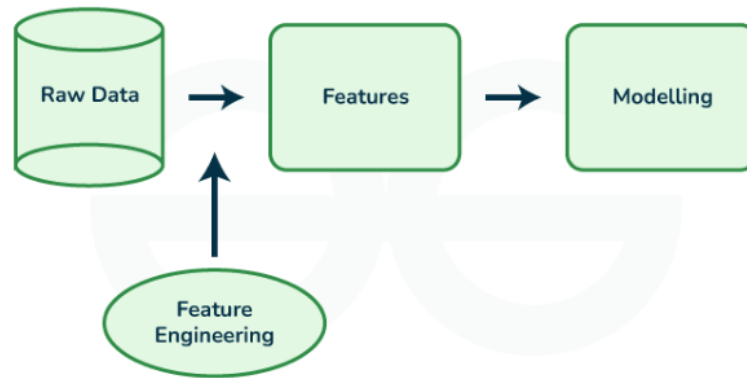 Raw Data
Features
Modelling
Feature
Engineering